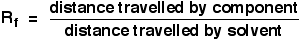 Rf = distance travelled by component
distance travelled by solvent